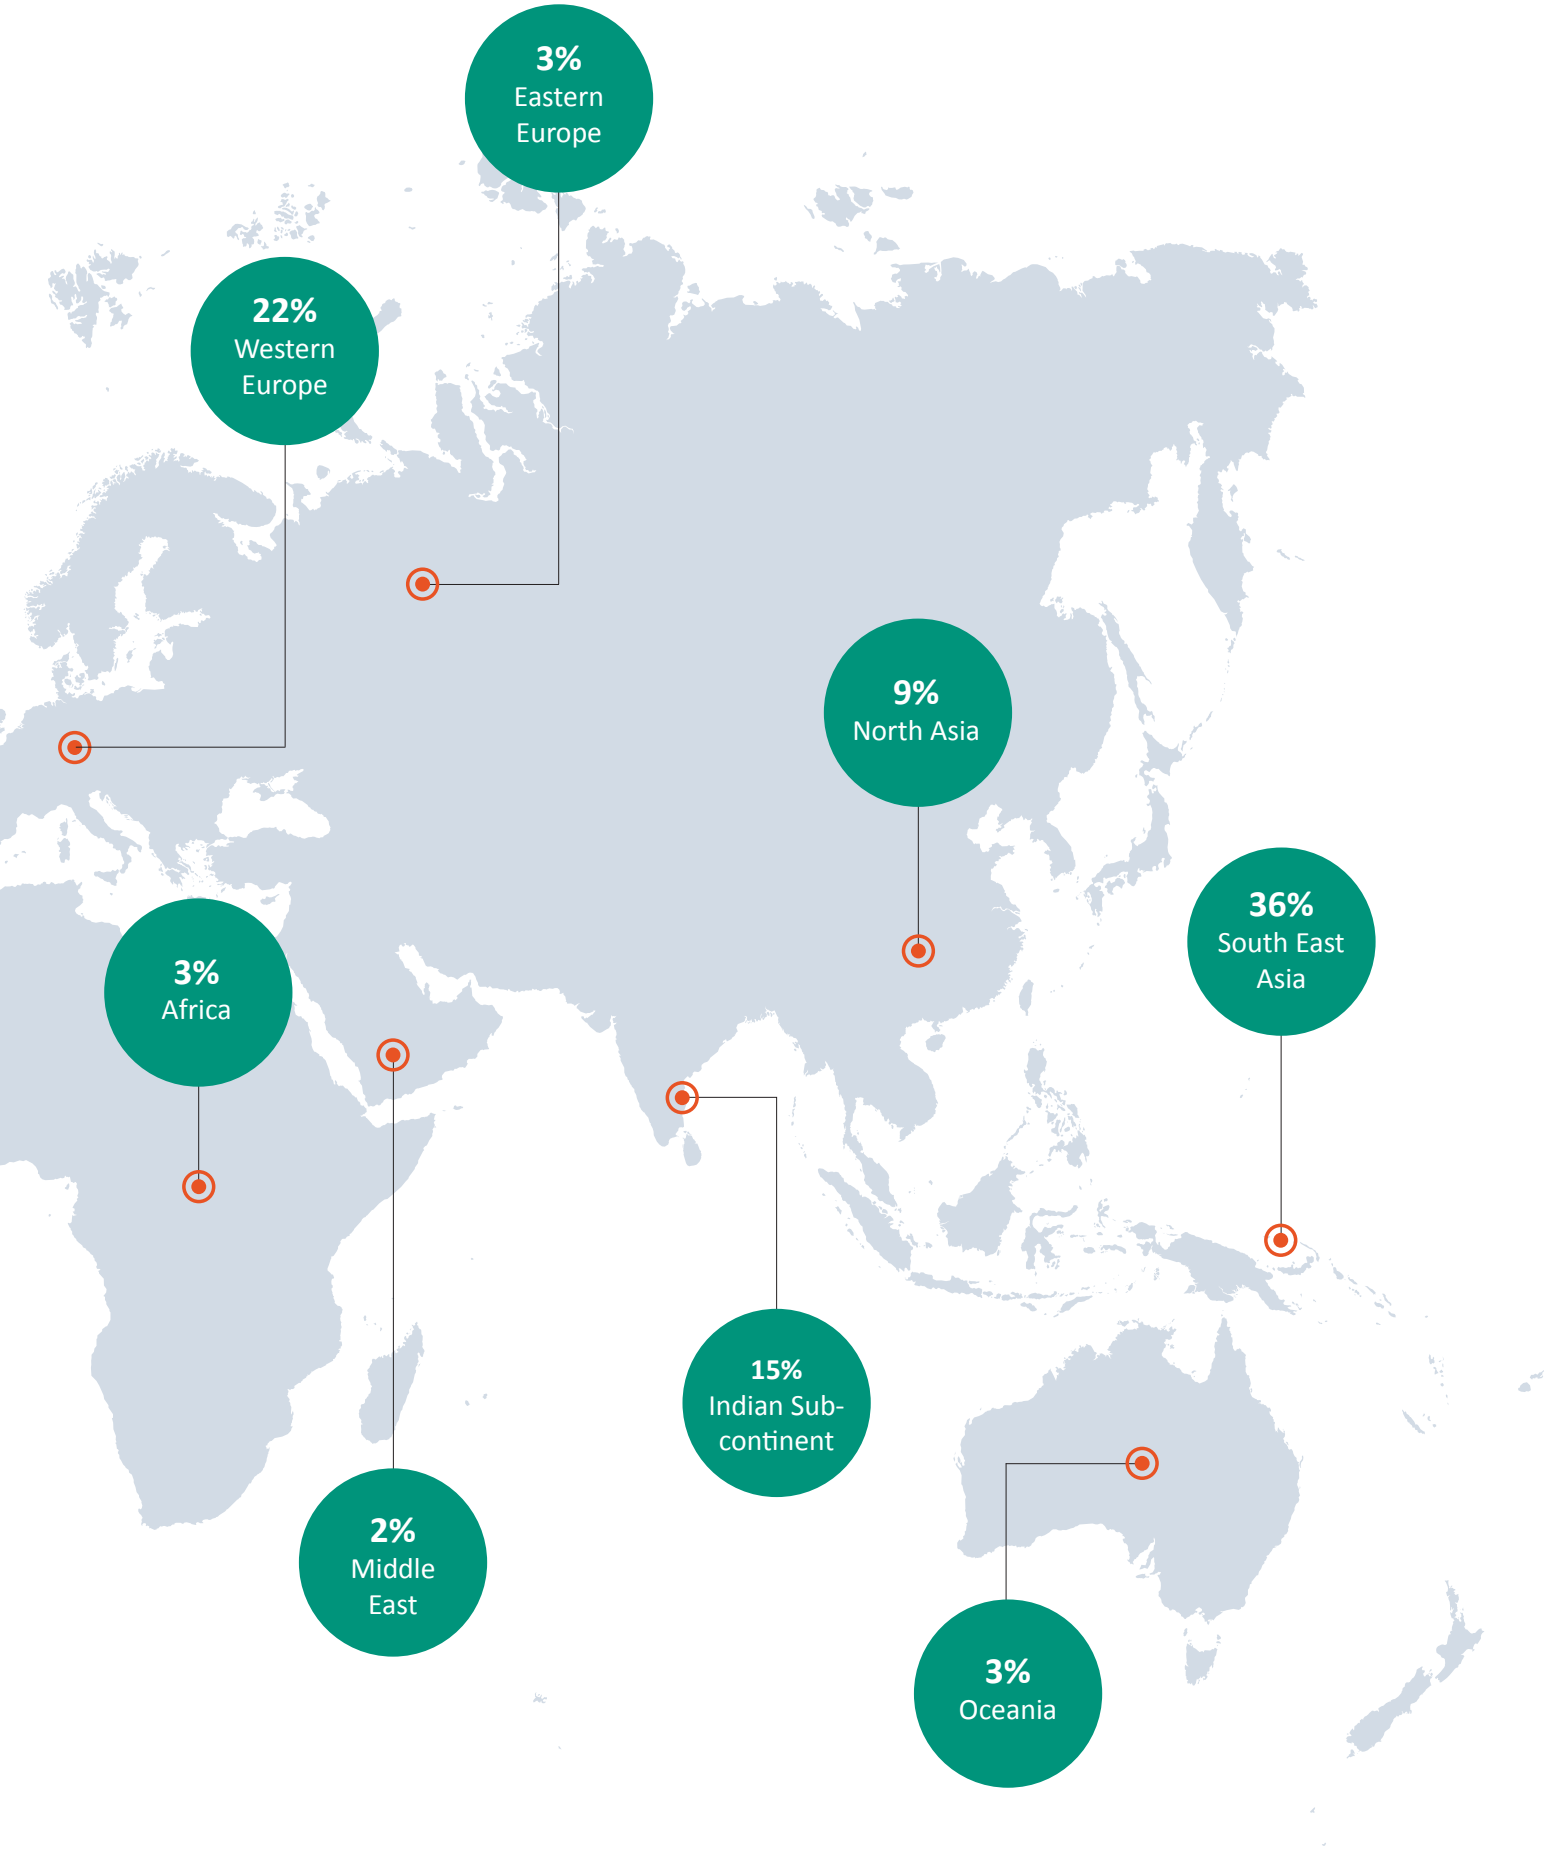 3%
Eastern
Europe
22%
Western
Europe
9%
North Asia
36%
South East
Asia
3%
Africa
15%
Indian Sub-
continent
2%
Middle
East
3%
Oceania